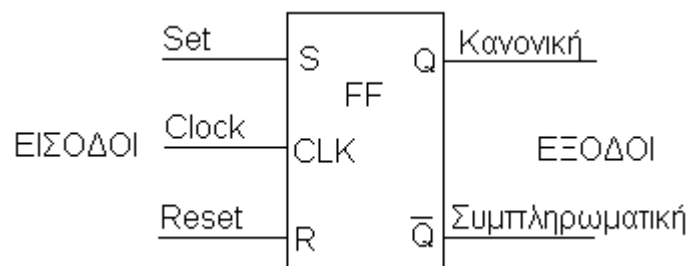 Set
S
Q
Κανονική
FF
ΕΙΣΟΔΟΙ
Clock
CLK
ΕΞΟΔΟΙ
Reset
R
Q̅
Συμπληρωματική